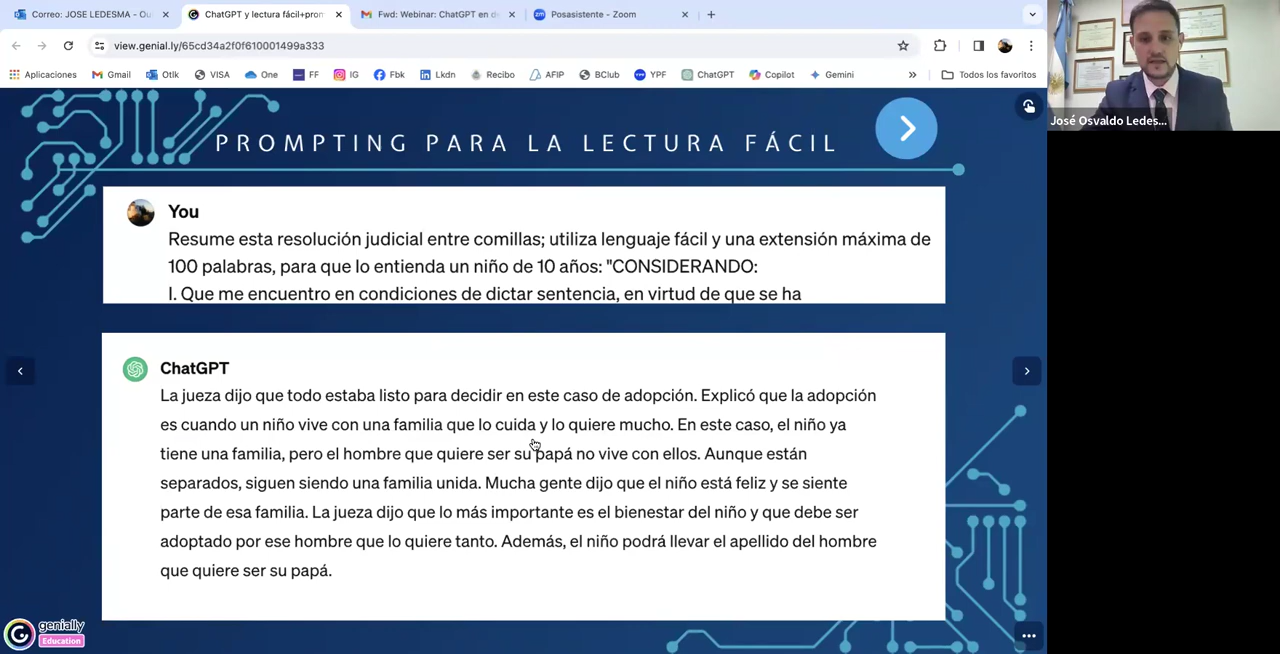 Correo: JOSE LEDESMA - Ou
ChatGPT y lectura fácil+prom
Fwd: Webinar: ChatGPT en de
Posasistente - Zoom
view.genial.ly/65cd34a2f0f610001499a333
Aplicaciones
Gmail
Otlk
VISA
One
FF
IG
Fbk
Lkdn
Recibo
AFIP
BClub
YPF
ChatGPT
Copilot
Gemini
Todos los favoritos
José Osvaldo Ledes...
PROMPTING PARA LA LECTURA FÁCIL
You
Resume esta resolución judicial entre comillas; utiliza lenguaje fácil y una extensión máxima de
100 palabras, para que lo entienda un niño de 10 años: "CONSIDERANDO:
I. Que me encuentro en condiciones de dictar sentencia, en virtud de que se ha
ChatGPT
La jueza dijo que todo estaba listo para decidir en este caso de adopción. Explicó que la adopción
es cuando un niño vive con una familia que lo cuida y lo quiere mucho. En este caso, el niño ya
tiene una familia, pero el hombre que quiere ser su papá no vive con ellos. Aunque están
separados, siguen siendo una familia unida. Mucha gente dijo que el niño está feliz y se siente
parte de esa familia. La jueza dijo que lo más importante es el bienestar del niño y que debe ser
adoptado por ese hombre que lo quiere tanto. Además, el niño podrá llevar el apellido del hombre
que quiere ser su papá.
genially
Education